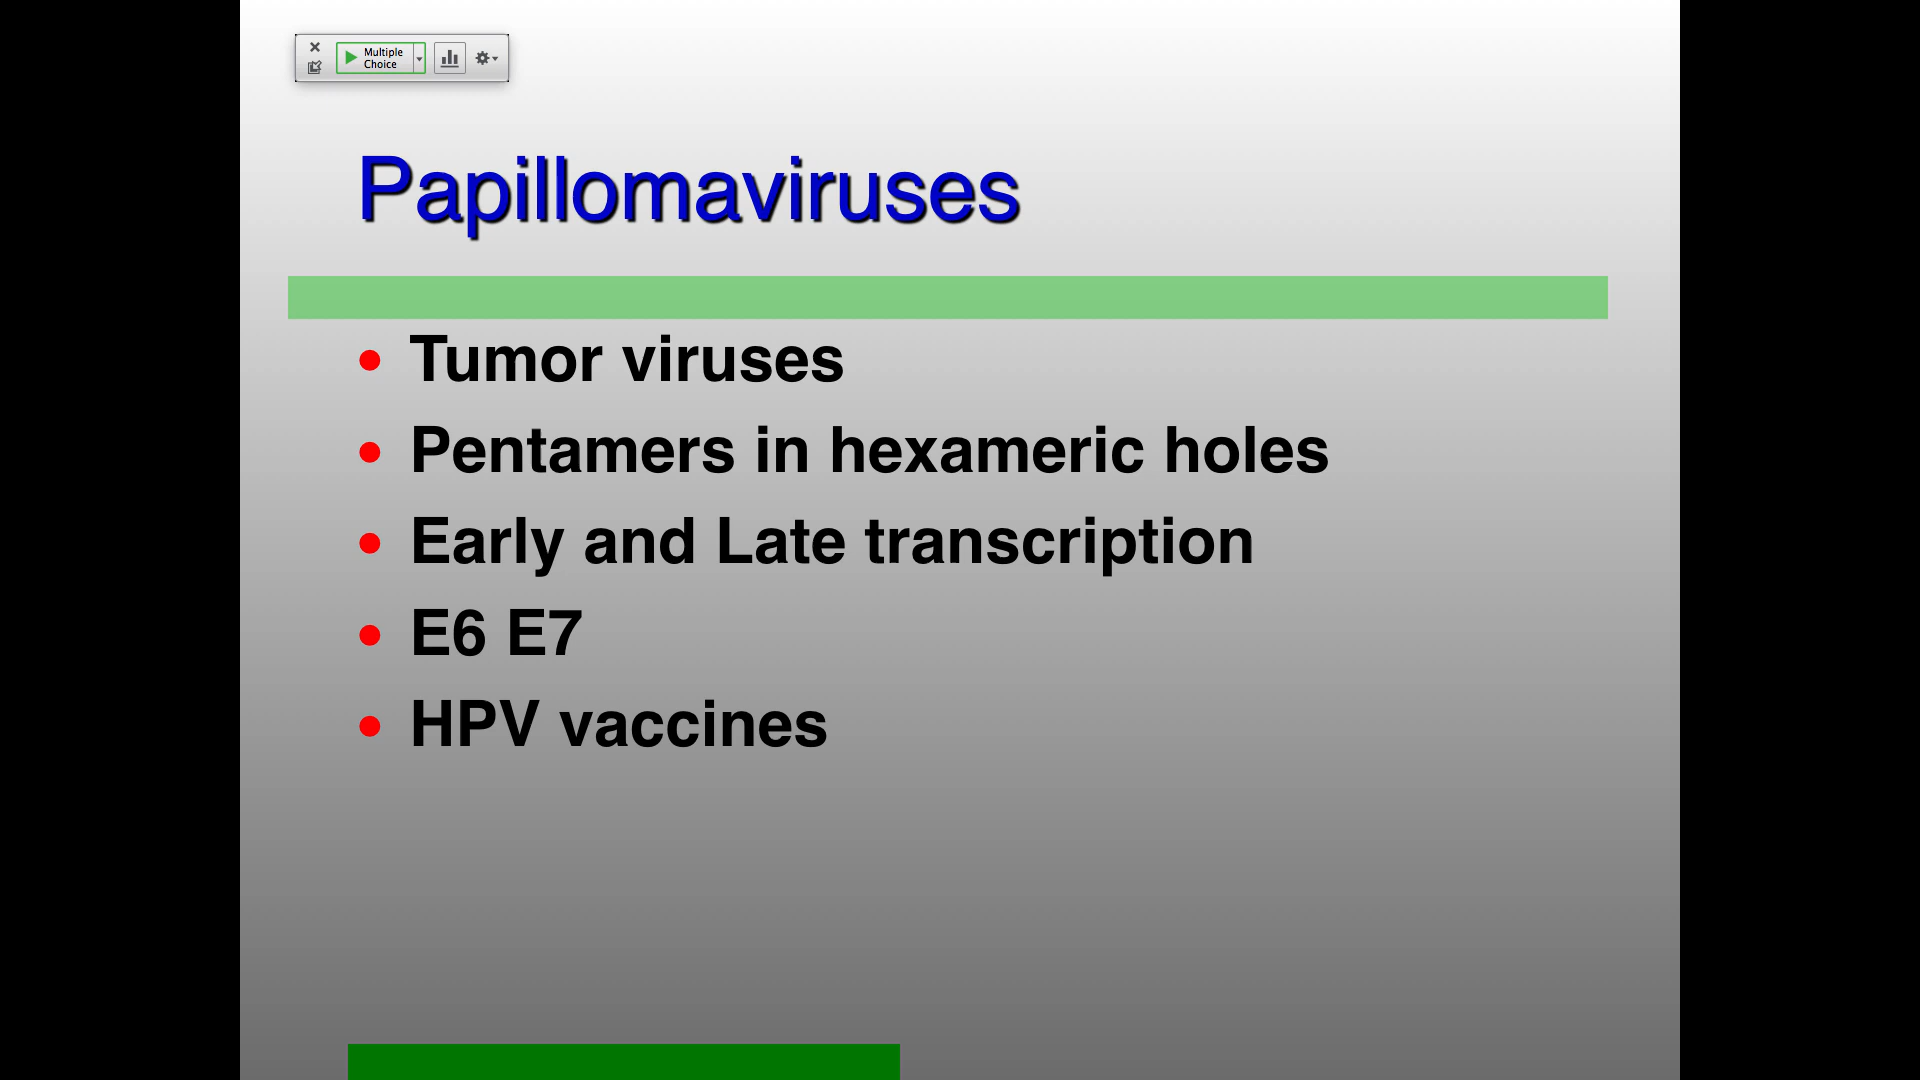 Multiple
Choice
Papillomaviruses
• Tumor viruses
• Pentamers in hexameric holes
• Early and Late transcription
• E6 E7
• HPV vaccines